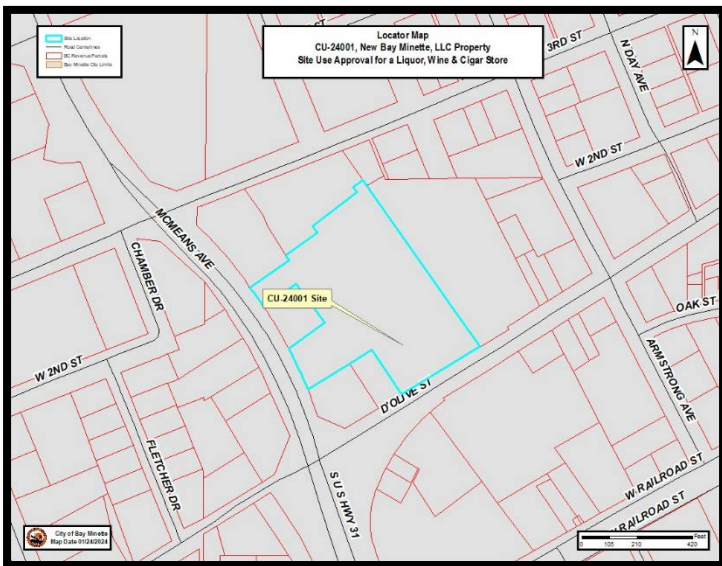 Locator Map
CU-24001, New Bay Minette, LLC Property
Site Use Approval for a Liquor, Wine & Cigar Store
Site Location
Road Centerlines
BC Revenue Parcels
Bay Minette City Limits
N
ST
3RD ST
N DAY AVE
W 2ND ST
MCMEANS AVE
CHAMBER DR
CU-24001 Site
OAK ST
W 2ND ST
D'OLIVE ST
ARMSTRONG AVE
FLETCHER DR
S U S HWY 31
W RAILROAD ST
RAILROAD ST
City of Bay Minette
Map Date 01/24/2024
Feet
0 105 210 420